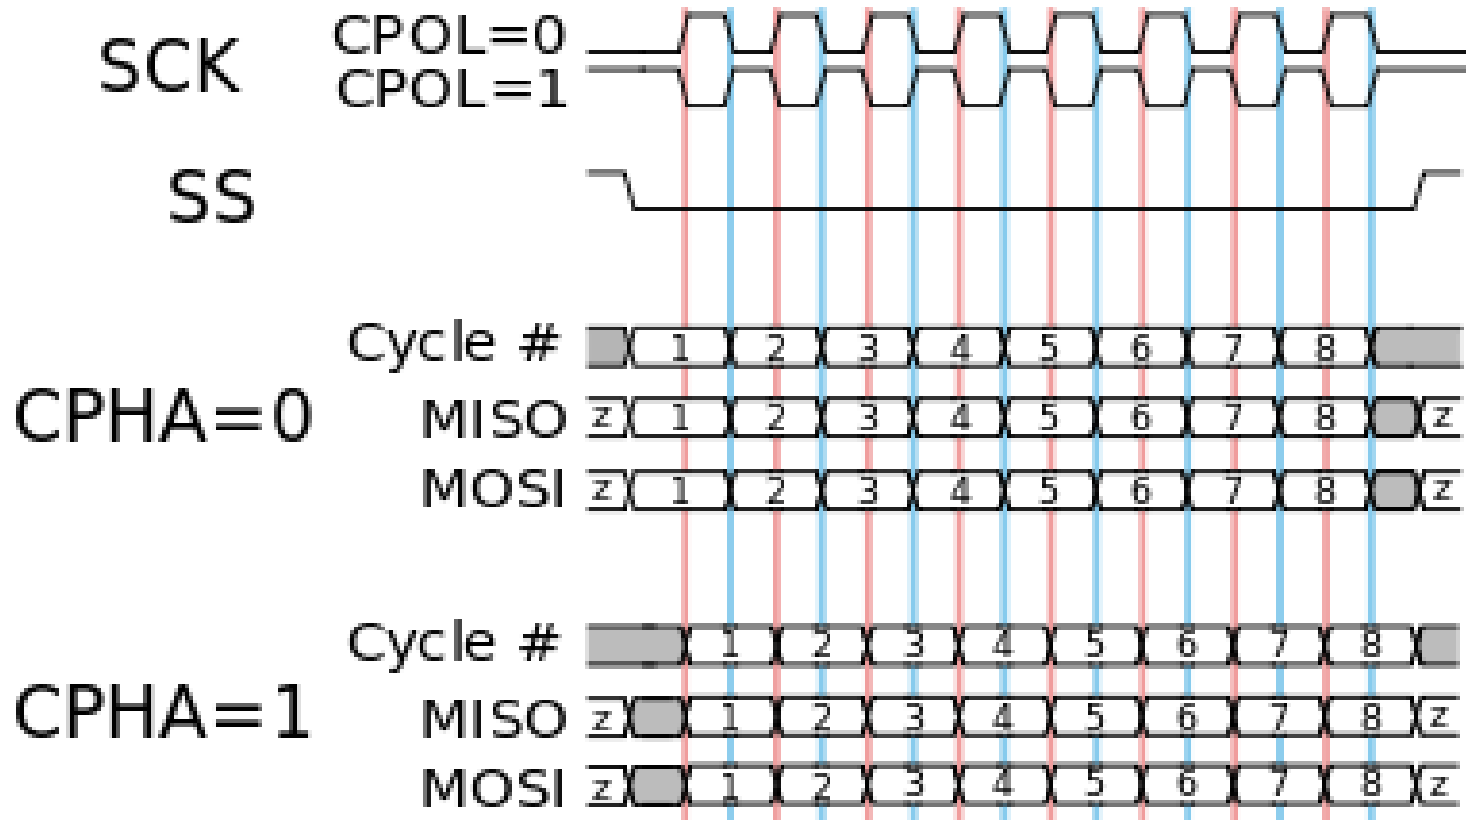 SCK CPOL=0
CPOL=1
SS
Cycle # 1 2 3 4 5 6 7 8
CPHA=0 MISO z 1 2 3 4 5 6 7 8 z
MOSI z 1 2 3 4 5 6 7 8 z
Cycle # 1 2 3 4 5 6 7 8
CPHA=1 MISO z 1 2 3 4 5 6 7 8 z
MOSI z 1 2 3 4 5 6 7 8 z